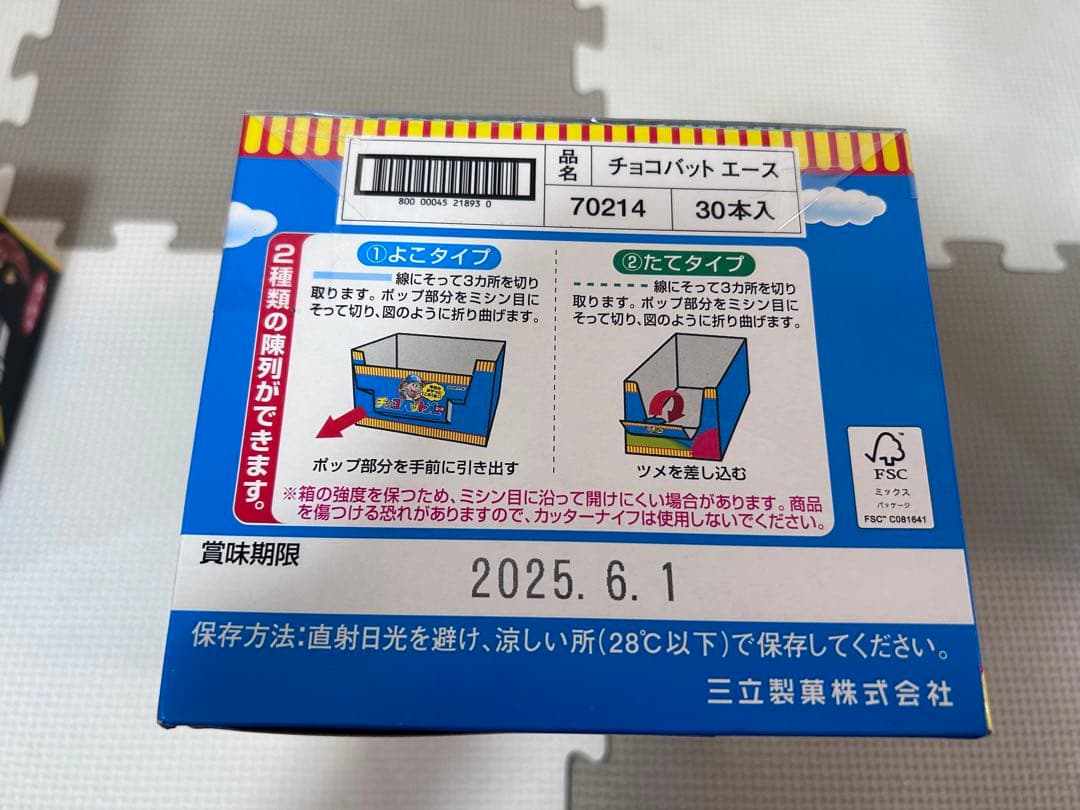 品名
チョコバット エース
800 00045 21893 0
70214
30本入
2種類の陳列ができます。
①よこタイプ
線にそって3カ所を切り
取ります。ポップ部分をミシン目に
そって切り、図のように折り曲げます。
チョコバット
ポップ部分を手前に引き出す
②たてタイプ
線にそって3カ所を切り
取ります。ポップ部分をミシン目に
そって切り、図のように折り曲げます。
ツメを差し込む
※箱の強度を保つため、ミシン目に沿って開けにくい場合があります。商品
を傷つける恐れがありますので、カッターナイフは使用しないでください。
FSC
ミックス
パッケージ
FSC™ C081641
賞味期限
2025. 6. 1
保存方法:直射日光を避け、涼しい所(28℃以下)で保存してください。
三立製菓株式会社